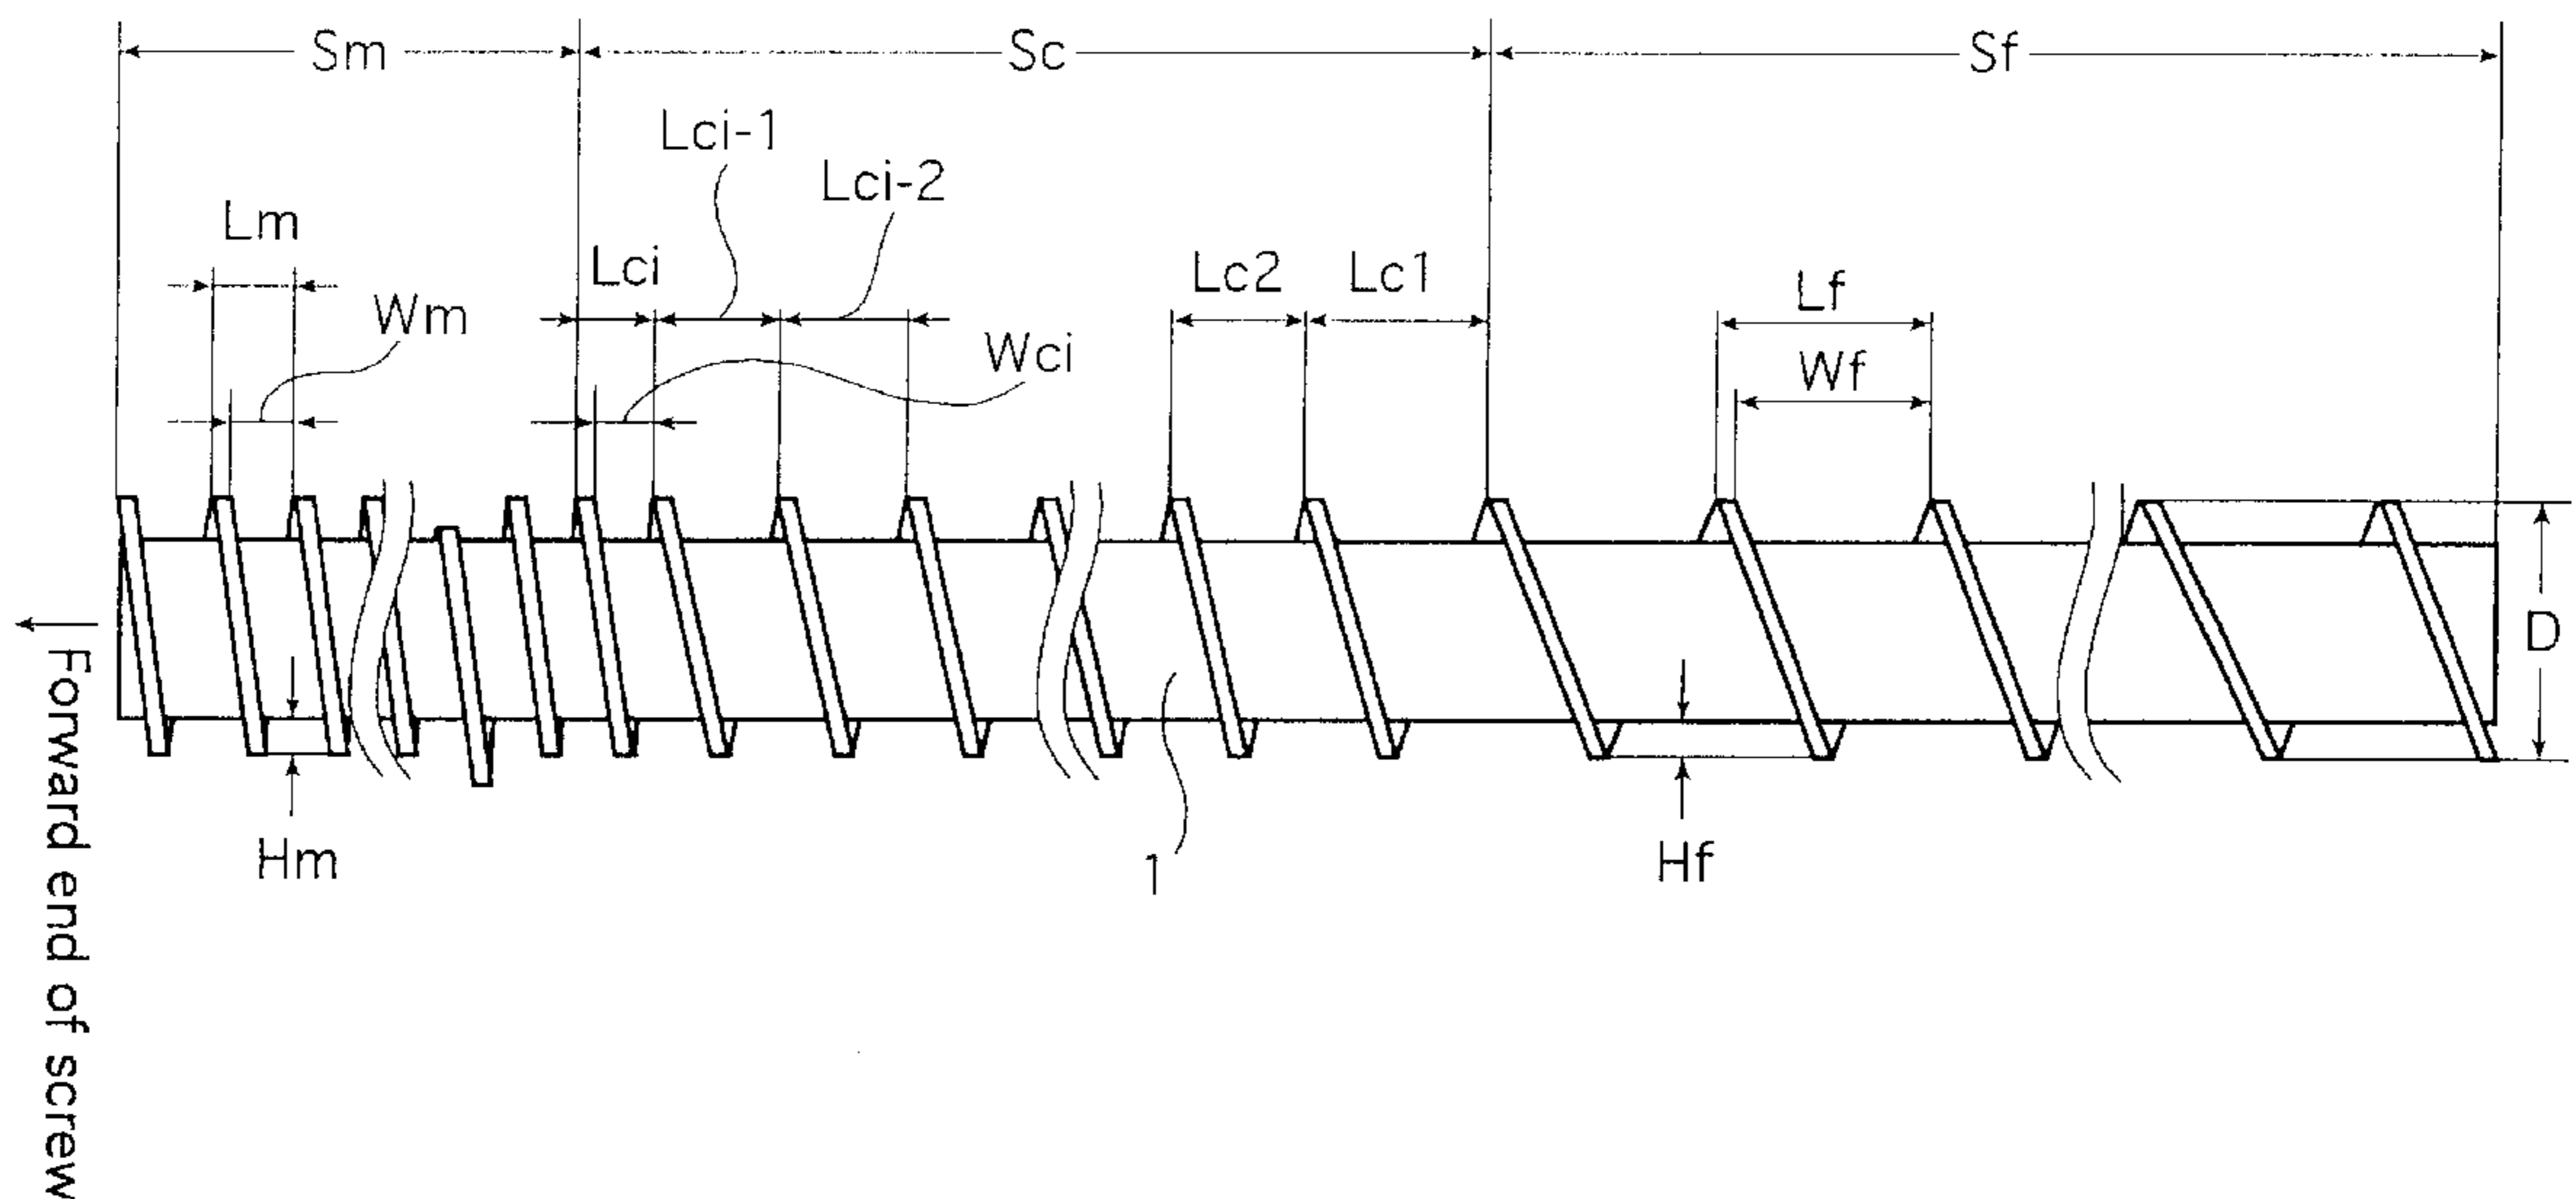 Sm
Sc
Sf
Lci-1
Lci-2
Lm
Lci
Lc2
Lc1
Lf
Wm
Wci
Wf
D
Hm
1
Hf
Forward end of screw